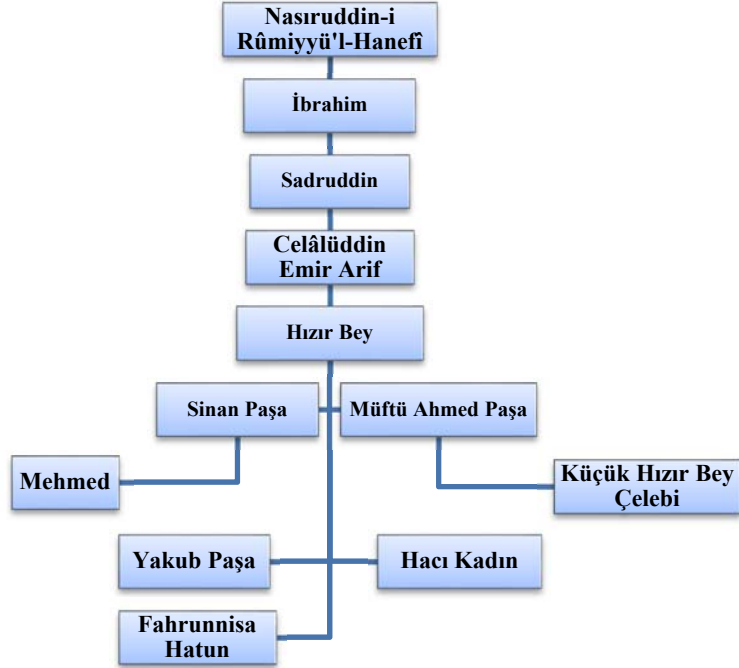 Nasıruddin-i
Rûmiyyü'l-Hanefî
İbrahim
Sadruddin
Celâlüddin
Emir Arif
Hızır Bey
Sinan Paşa
Müftü Ahmed Paşa
Mehmed
Küçük Hızır Bey
Çelebi
Yakub Paşa
Hacı Kadın
Fahrunnisa
Hatun